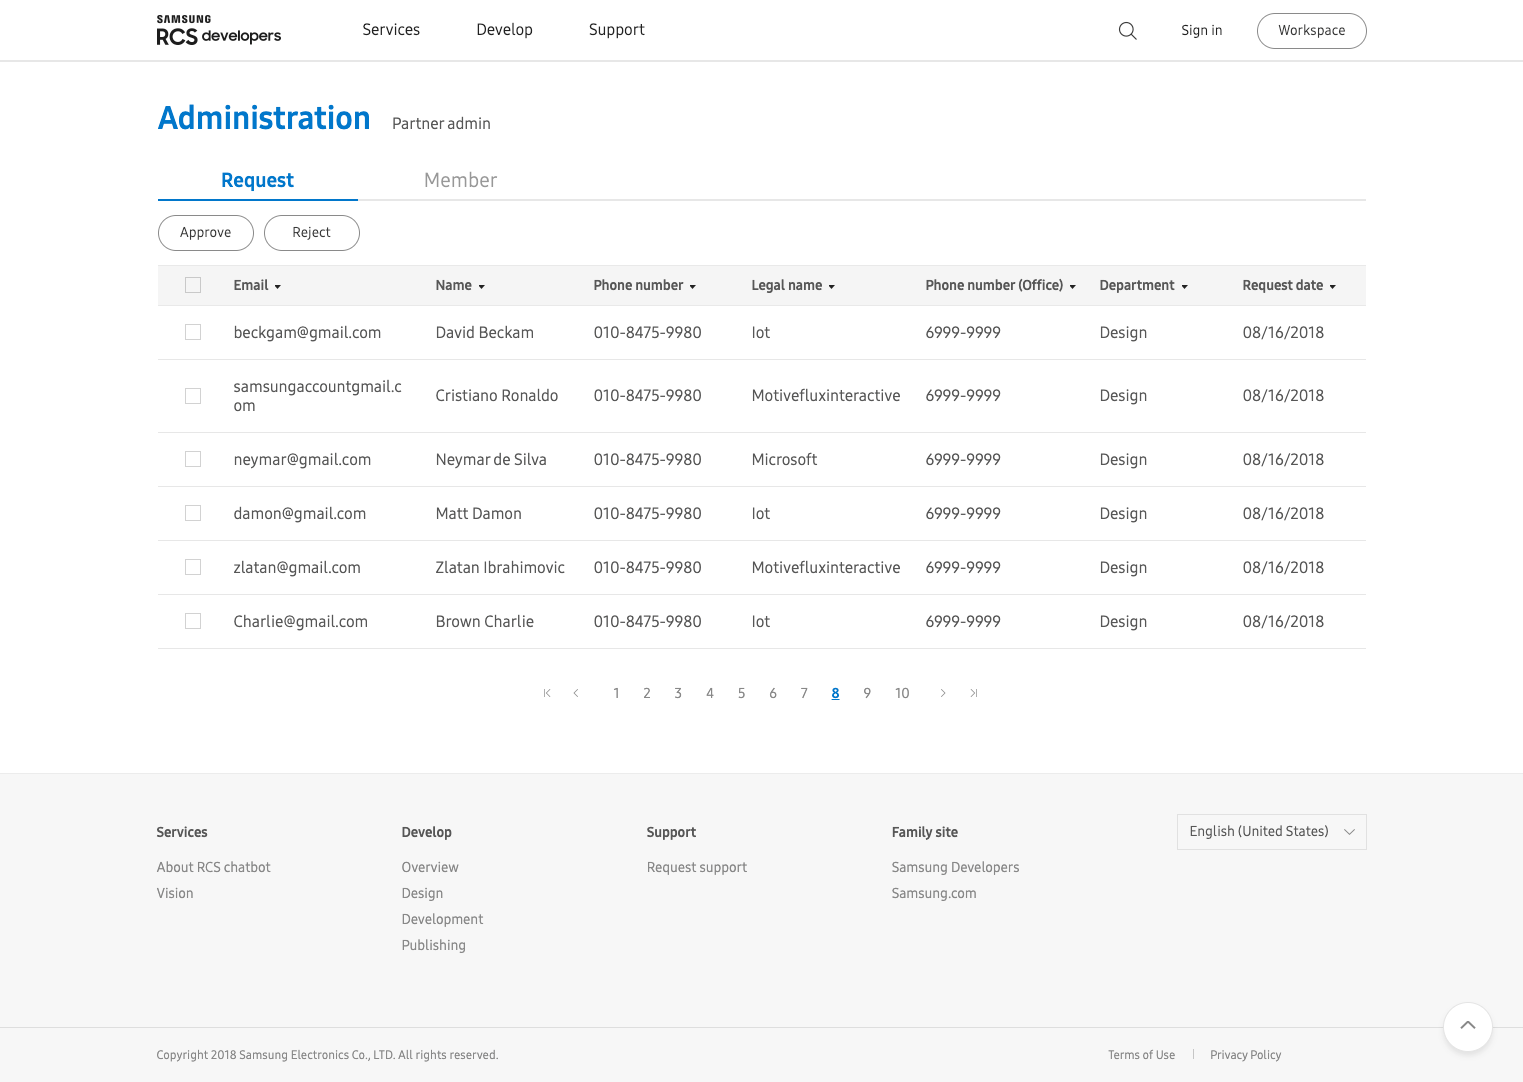 SAMSUNG
RCS developers
Services Develop Support Sign in Workspace
Administration Partner admin
Request Member
Approve Reject
Email Name Phone number Legal name Phone number (Office) Department Request date
beckgam@gmail.com David Beckam 010-8475-9980 Iot 6999-9999 Design 08/16/2018
samsungaccountgmail.c
om Cristiano Ronaldo 010-8475-9980 Motivefluxinteractive 6999-9999 Design 08/16/2018
neymar@gmail.com Neymar de Silva 010-8475-9980 Microsoft 6999-9999 Design 08/16/2018
damon@gmail.com Matt Damon 010-8475-9980 Iot 6999-9999 Design 08/16/2018
zlatan@gmail.com Zlatan Ibrahimovic 010-8475-9980 Motivefluxinteractive 6999-9999 Design 08/16/2018
Charlie@gmail.com Brown Charlie 010-8475-9980 Iot 6999-9999 Design 08/16/2018
1 2 3 4 5 6 7 8 9 10
Services Develop Support Family site English (United States)
About RCS chatbot Overview Request support Samsung Developers
Vision Design Samsung.com
Development
Publishing
Copyright 2018 Samsung Electronics Co., LTD. All rights reserved. Terms of Use Privacy Policy